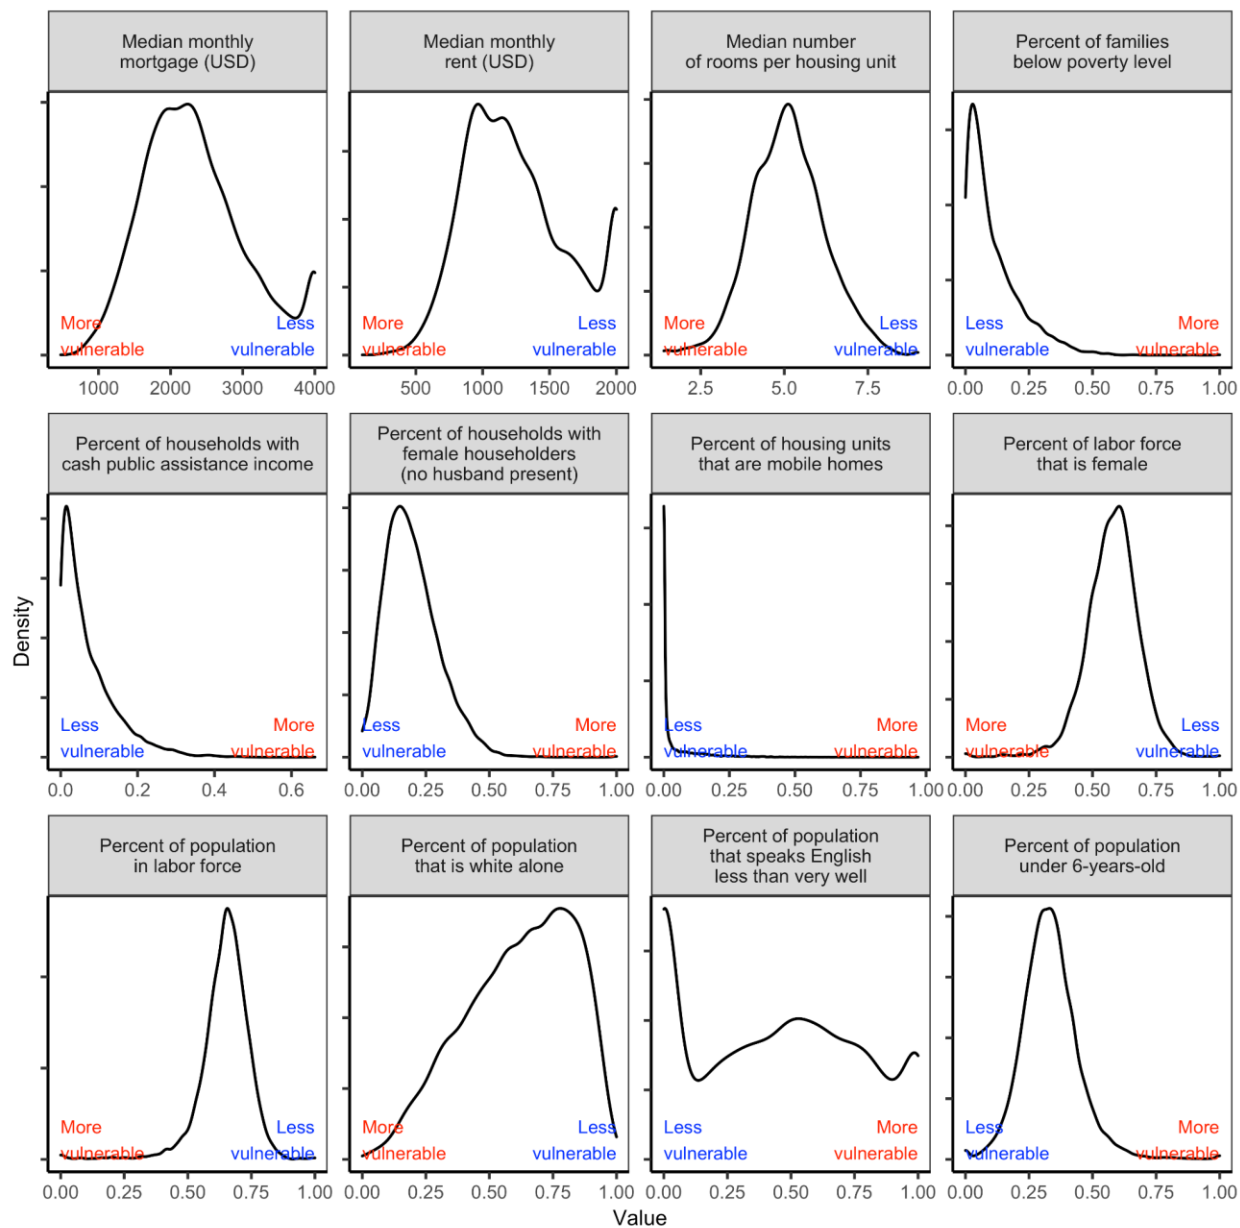 Median monthly
mortgage (USD)
Median monthly
rent (USD)
Median number
of rooms per housing unit
Percent of families
below poverty level
More
vulnerable
Less
vulnerable
More
vulnerable
Less
vulnerable
More
vulnerable
Less
vulnerable
Less
vulnerable
More
vulnerable
1000 2000 3000 4000
500 1000 1500 2000
2.5 5.0 7.5
0.00 0.25 0.50 0.75 1.00
Percent of households with
cash public assistance income
Percent of households with
female householders
(no husband present)
Percent of housing units
that are mobile homes
Percent of labor force
that is female
Density
Less
vulnerable
More
vulnerable
Less
vulnerable
More
vulnerable
Less
vulnerable
More
vulnerable
More
vulnerable
Less
vulnerable
0.0 0.2 0.4 0.6
0.00 0.25 0.50 0.75 1.00
0.00 0.25 0.50 0.75 1.00
0.00 0.25 0.50 0.75 1.00
Percent of population
in labor force
Percent of population
that is white alone
Percent of population
that speaks English
less than very well
Percent of population
under 6-years-old
More
vulnerable
Less
vulnerable
More
vulnerable
Less
vulnerable
Less
vulnerable
More
vulnerable
Less
vulnerable
More
vulnerable
0.00 0.25 0.50 0.75 1.00
0.00 0.25 0.50 0.75 1.00
0.00 0.25 0.50 0.75 1.00
0.00 0.25 0.50 0.75 1.00
Value